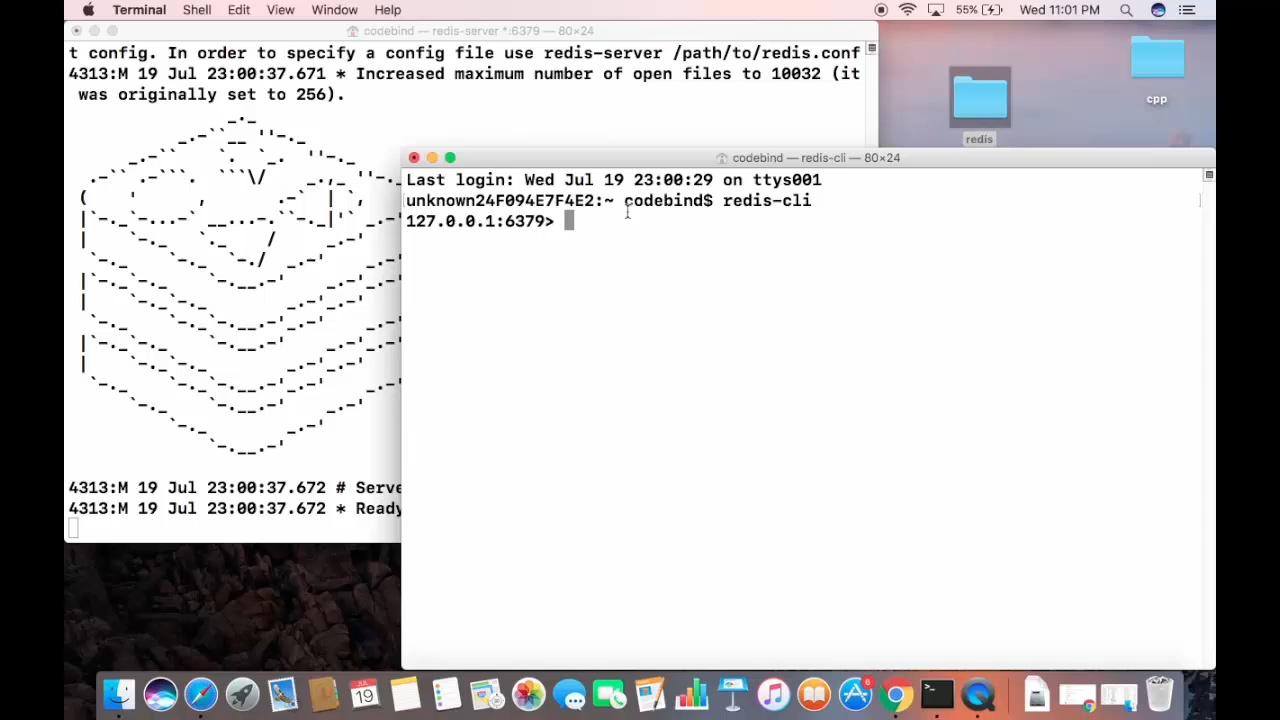 Terminal Shell Edit View Window Help 55% Wed 11:01 PM
codebind — redis-server *:6379 — 80×24
t config. In order to specify a config file use redis-server /path/to/redis.conf
4313:M 19 Jul 23:00:37.671 * Increased maximum number of open files to 10032 (it
was originally set to 256).
4313:M 19 Jul 23:00:37.672 # Serve
4313:M 19 Jul 23:00:37.672 * Ready
codebind — redis-cli — 80×24
Last login: Wed Jul 19 23:00:29 on ttys001
unknown24F094E7F4E2:~ codebind$ redis-cli
127.0.0.1:6379>
redis
cpp
JUL
19
6